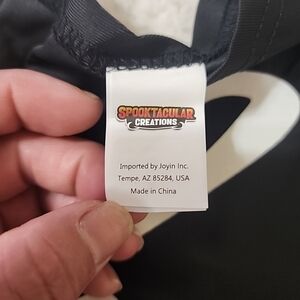 SPOOKTACULAR
CREATIONS
Imported by Joyin Inc.
Tempe, AZ 85284, USA
Made in China